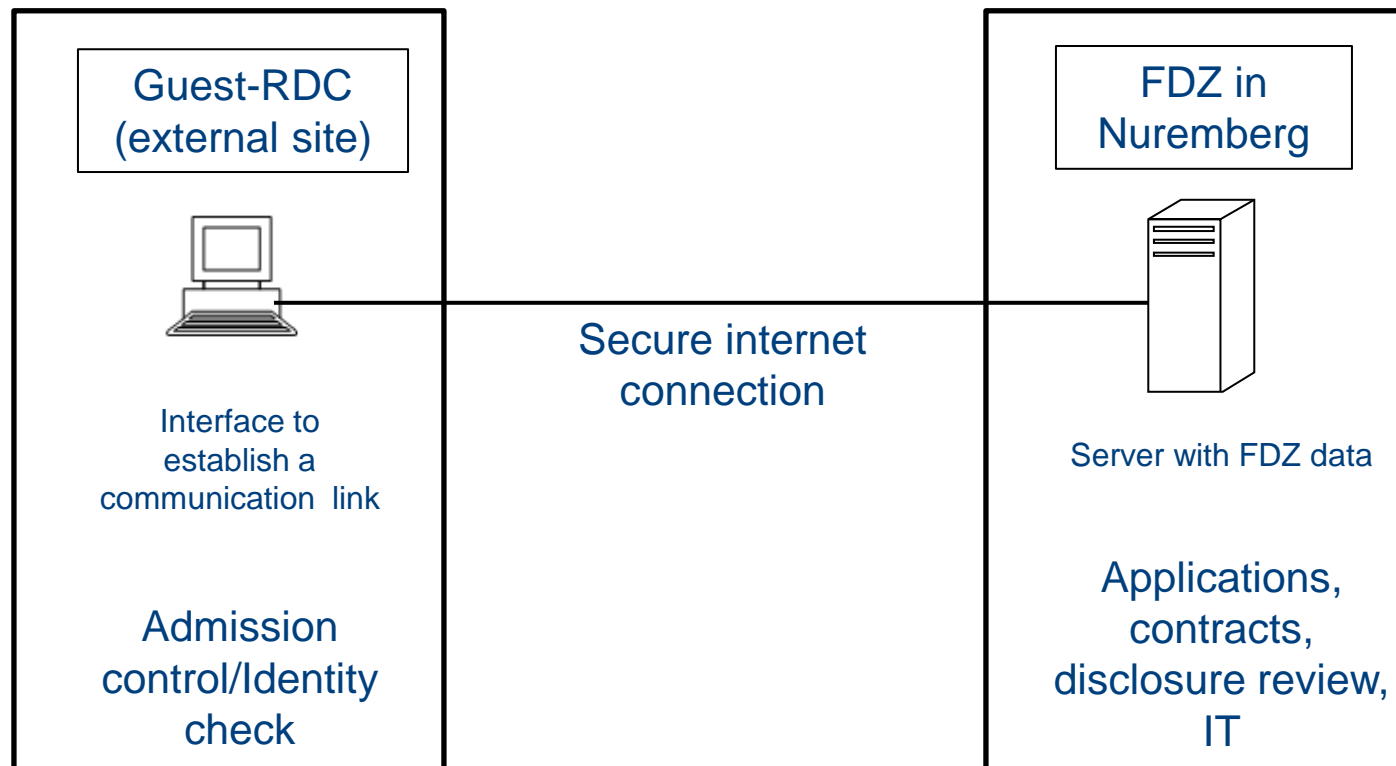 Guest-RDC
(external site)
Interface to
establish a
communication  link
Admission
control/Identity
check
Secure internet
connection
FDZ in
Nuremberg
Server with FDZ data
Applications,
contracts,
disclosure review,
IT